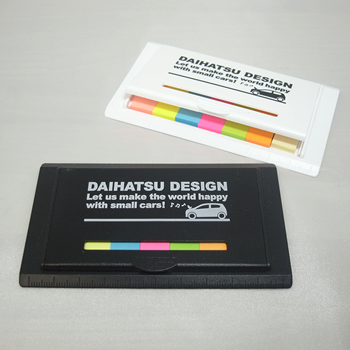 DAIHATSU DESIGN
Let us make the world happy
with small cars!
DAIHATSU DESIGN
Let us make the world happy
with small cars!